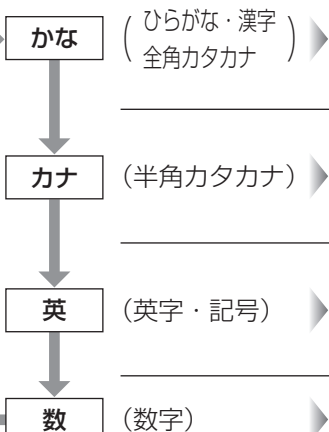 かな
（ひらがな・漢字
全角カタカナ）
カナ
（半角カタカナ）
英
（英字・記号）
数
（数字）